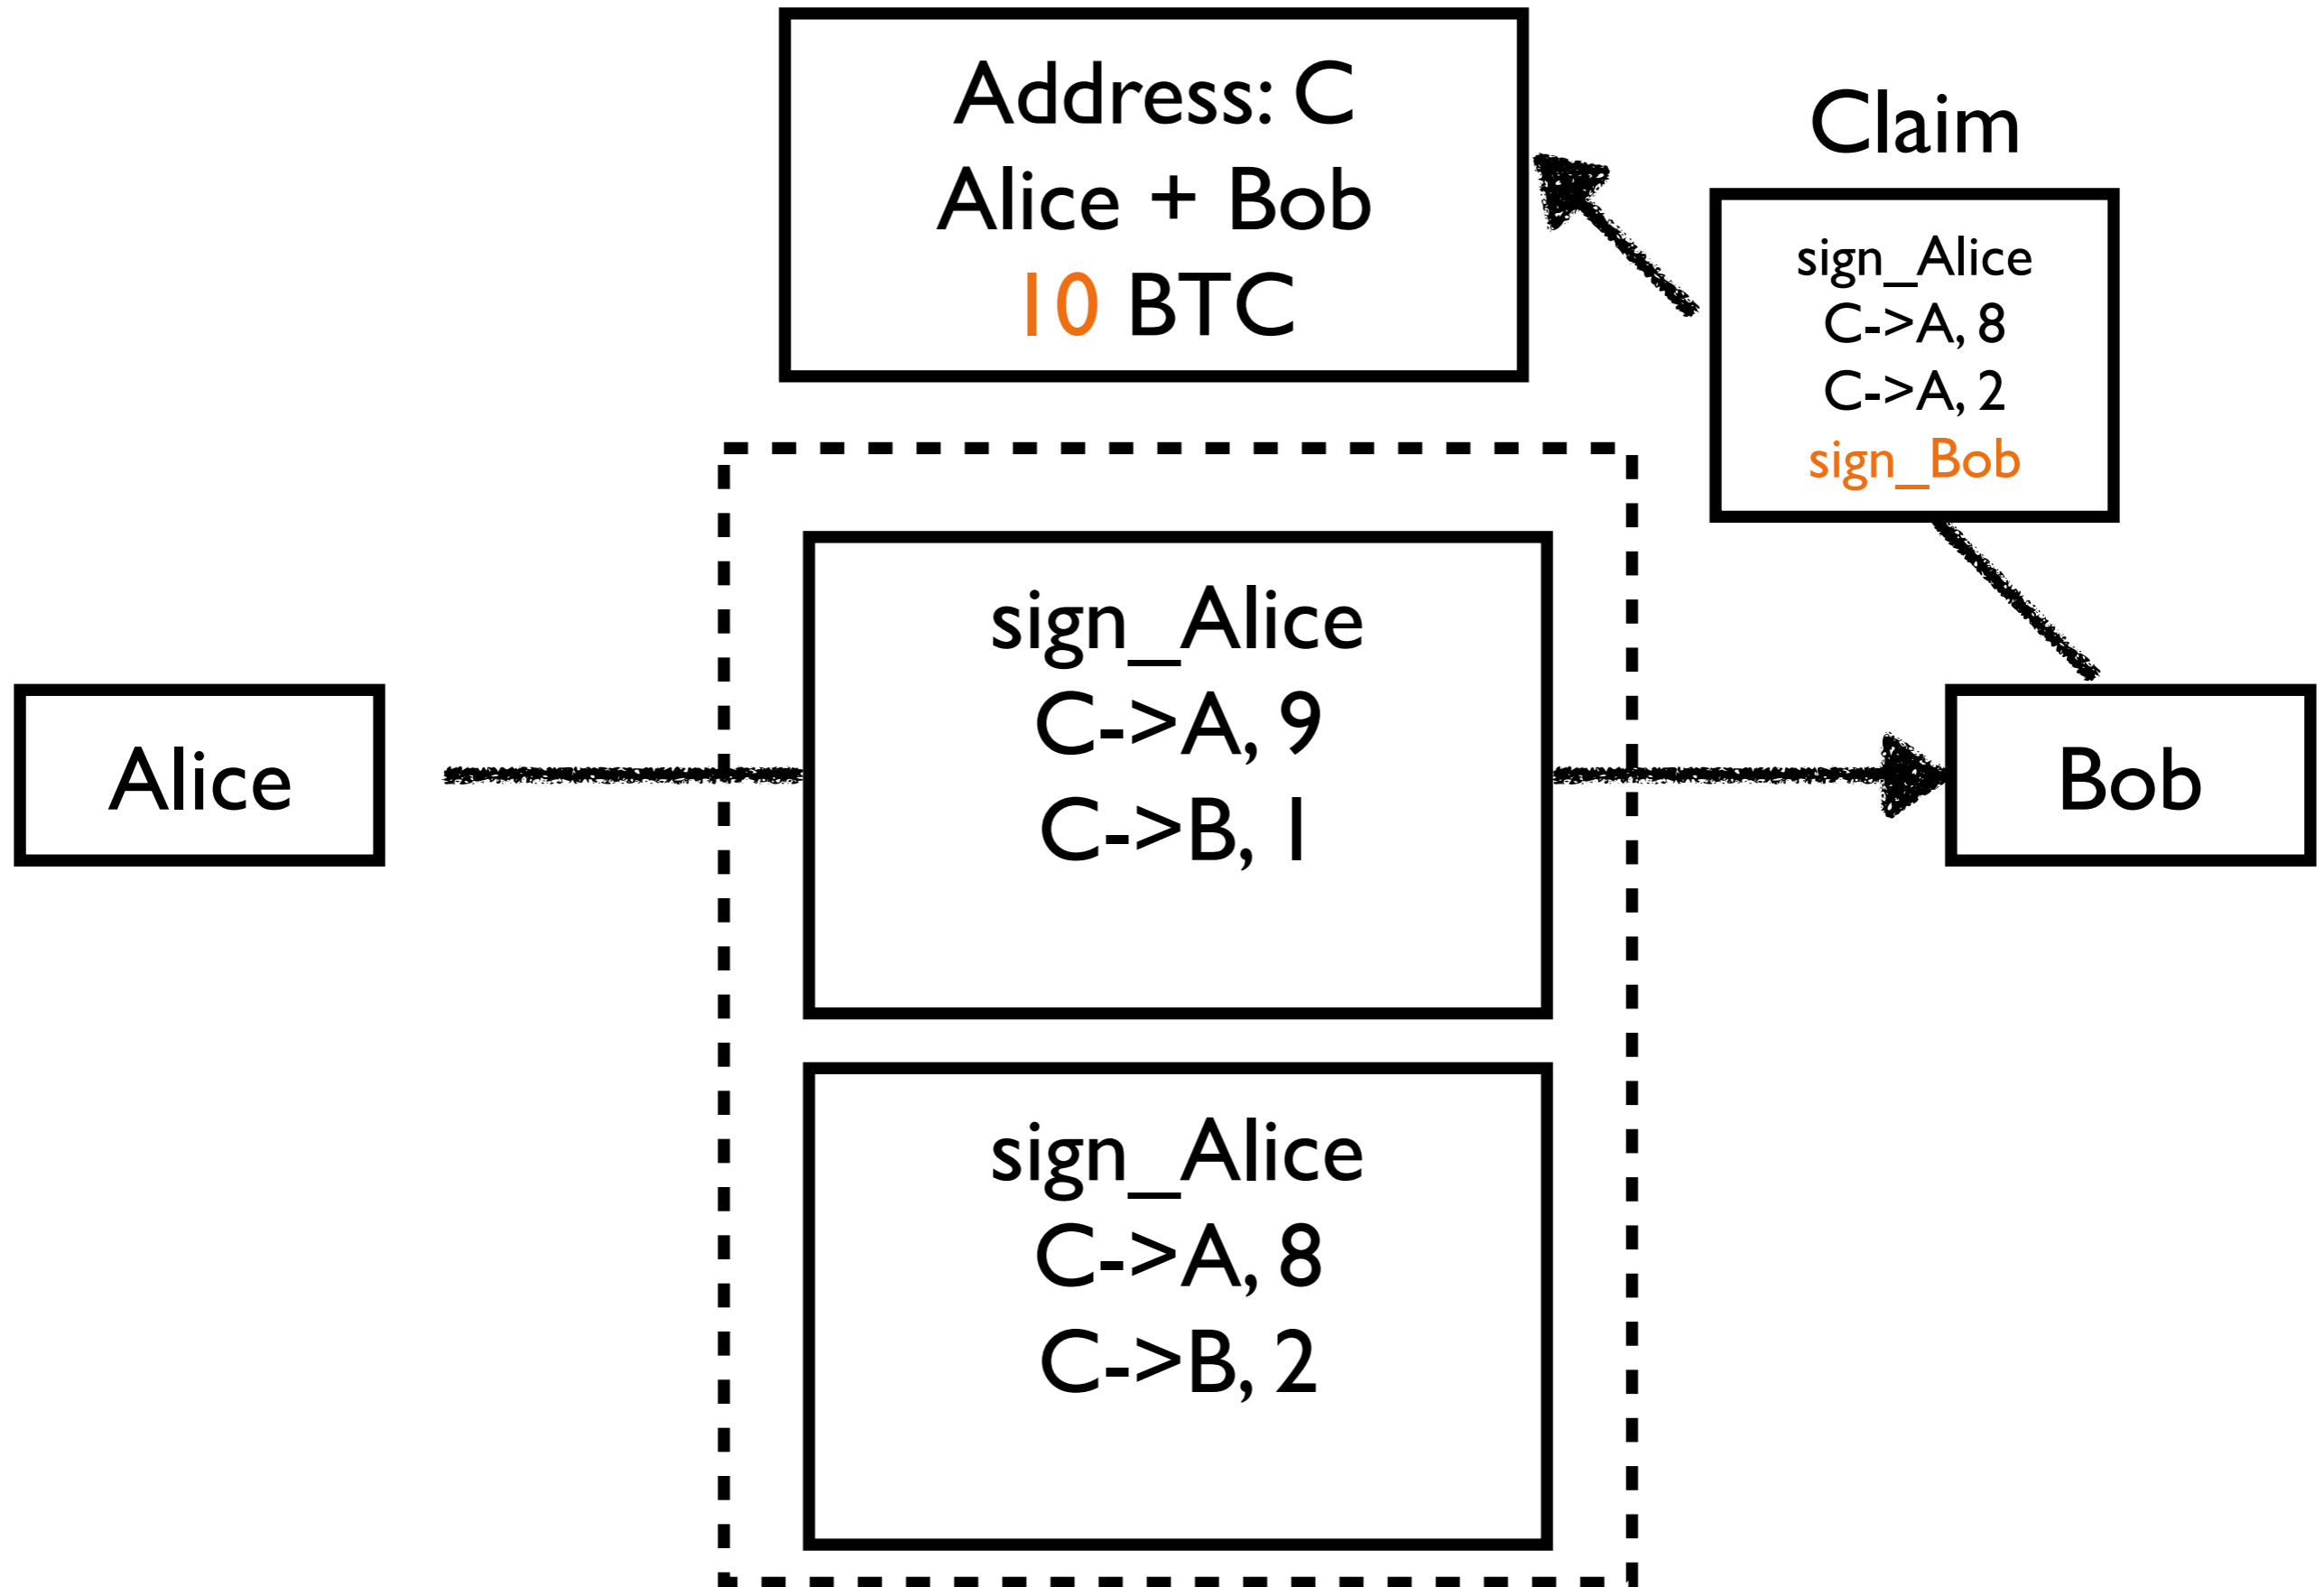 Address: C
Alice + Bob
10 BTC
Claim
sign_Alice
C->A, 8
C->A, 2
sign_Bob
Alice
sign_Alice
C->A, 9
C->B, 1
Bob
sign_Alice
C->A, 8
C->B, 2